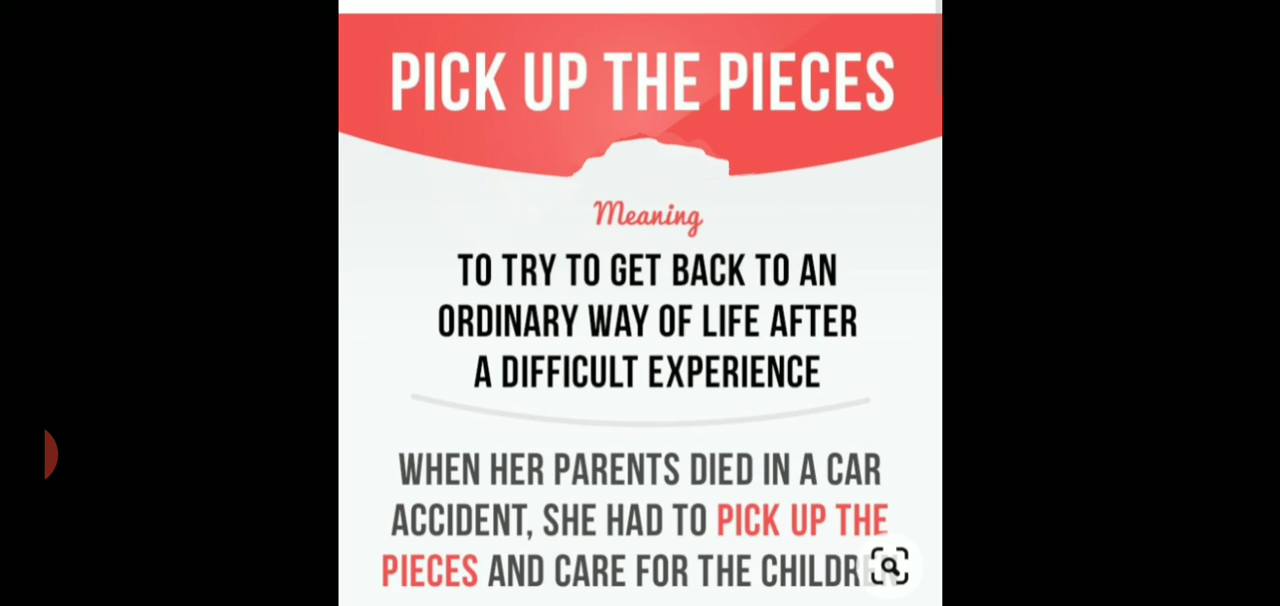 PICK UP THE PIECES
Meaning
TO TRY TO GET BACK TO AN
ORDINARY WAY OF LIFE AFTER
A DIFFICULT EXPERIENCE
WHEN HER PARENTS DIED IN A CAR
ACCIDENT, SHE HAD TO PICK UP THE
PIECES AND CARE FOR THE CHILDREN